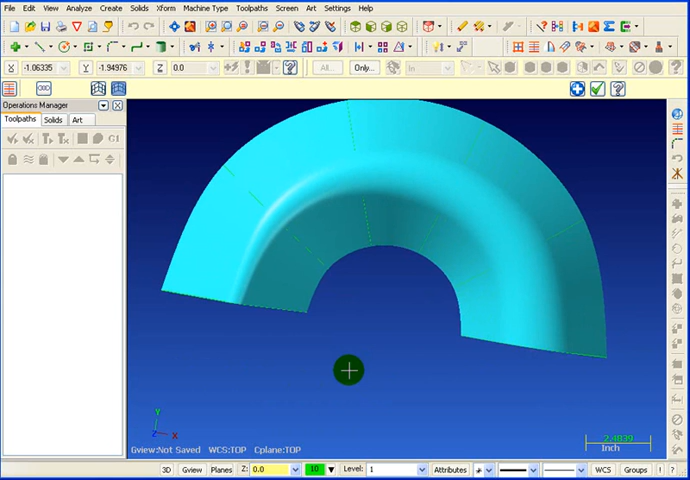 File Edit View Analyze Create Solids Xform Machine Type Toolpaths Screen Art Settings Help
X -1.06335 Y -1.94976 Z 0.0 All... Only... In
Operations Manager
Toolpaths Solids Art
G1
Y
Z X
Gview:Not Saved WCS:TOP Cplane:TOP
2.4839
Inch
3D Gview Planes Z: 0.0 10 Level: 1 Attributes WCS Groups ! ?